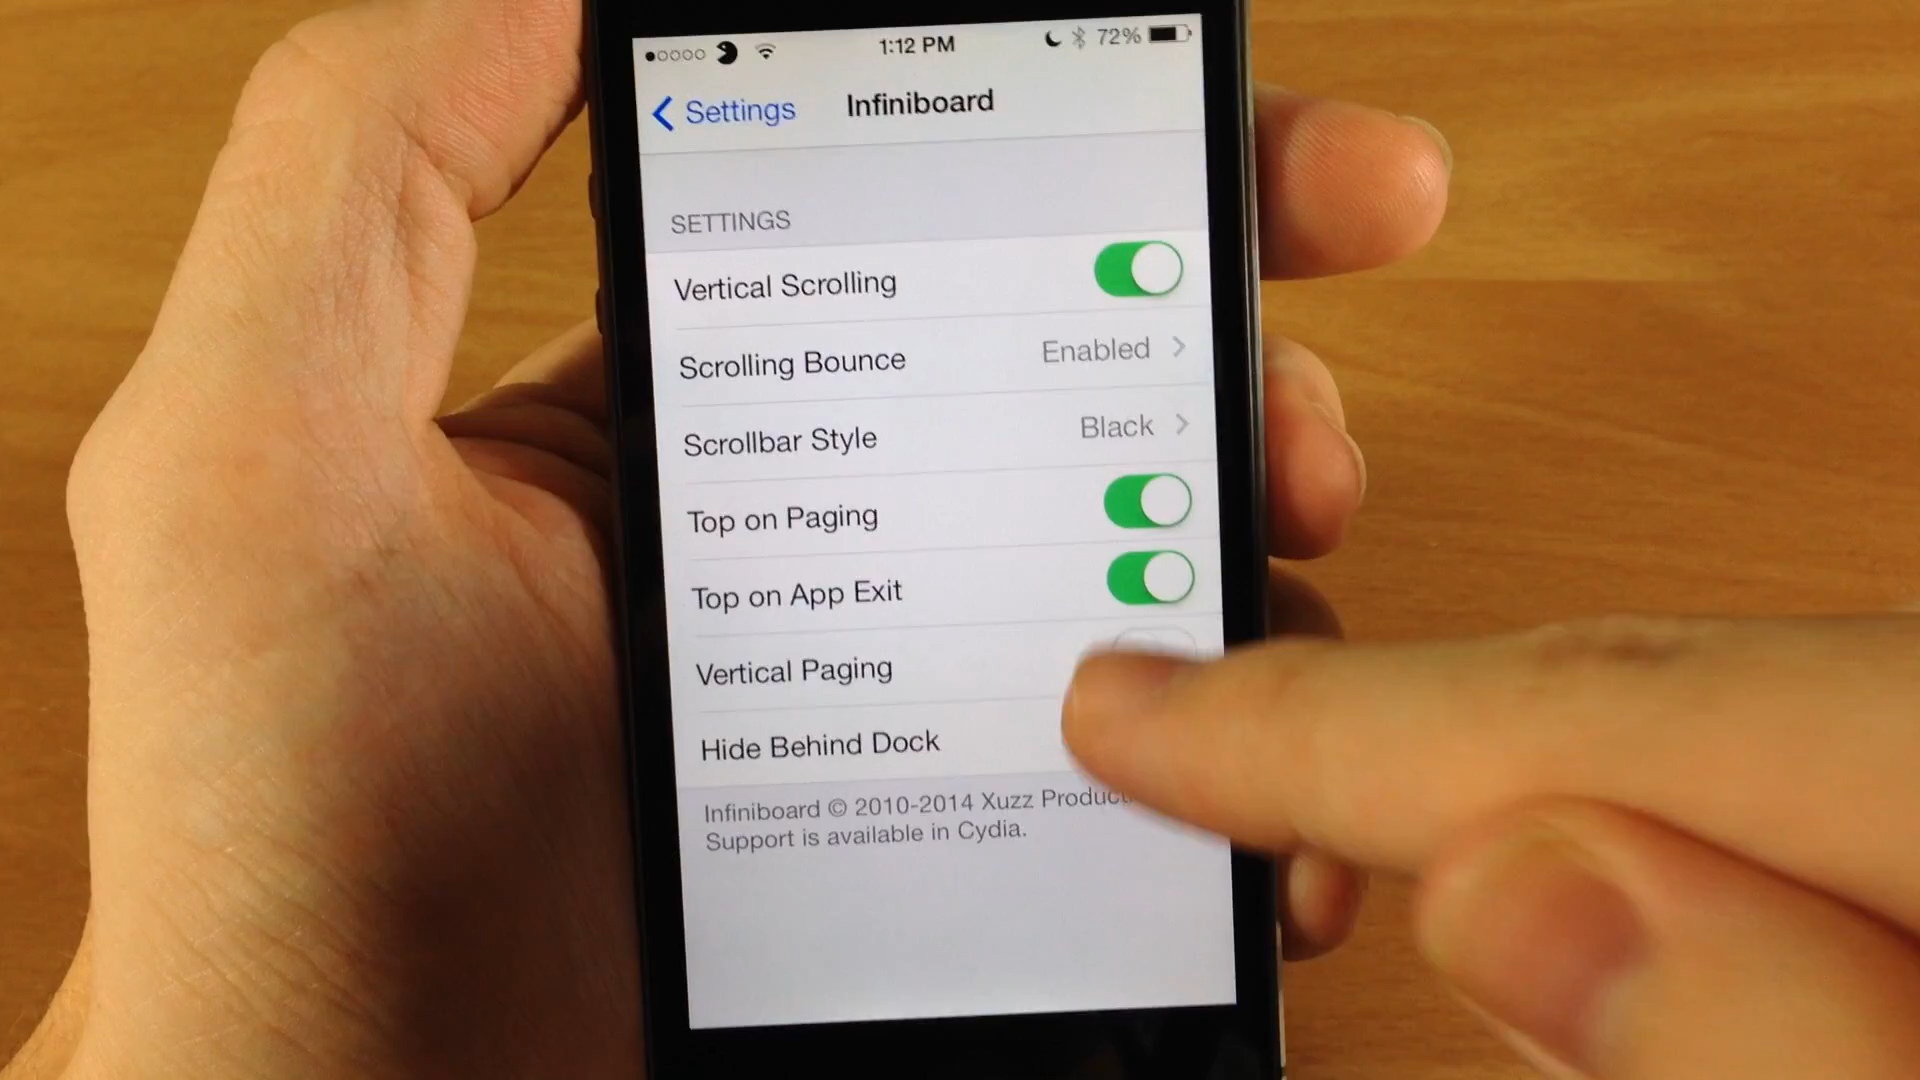 1:12 PM
72%
Settings
Infiniboard
SETTINGS
Vertical Scrolling
Scrolling Bounce
Enabled
Scrollbar Style
Black
Top on Paging
Top on App Exit
Vertical Paging
Hide Behind Dock
Infiniboard © 2010-2014 Xuzz
Support is available in Cydia.